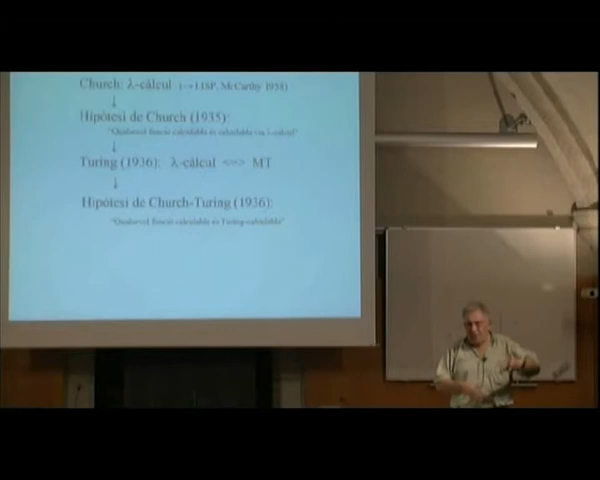 Church: λ-càlcul (→ LISP, McCarthy 1958)
↓
Hipòtesi de Church (1935):
"Qualsevol funció calculable és calculable via λ-càlcul"
↓
Turing (1936): λ-càlcul <=> MT
↓
Hipòtesi de Church-Turing (1936):
"Qualsevol funció calculable és Turing-calculable"